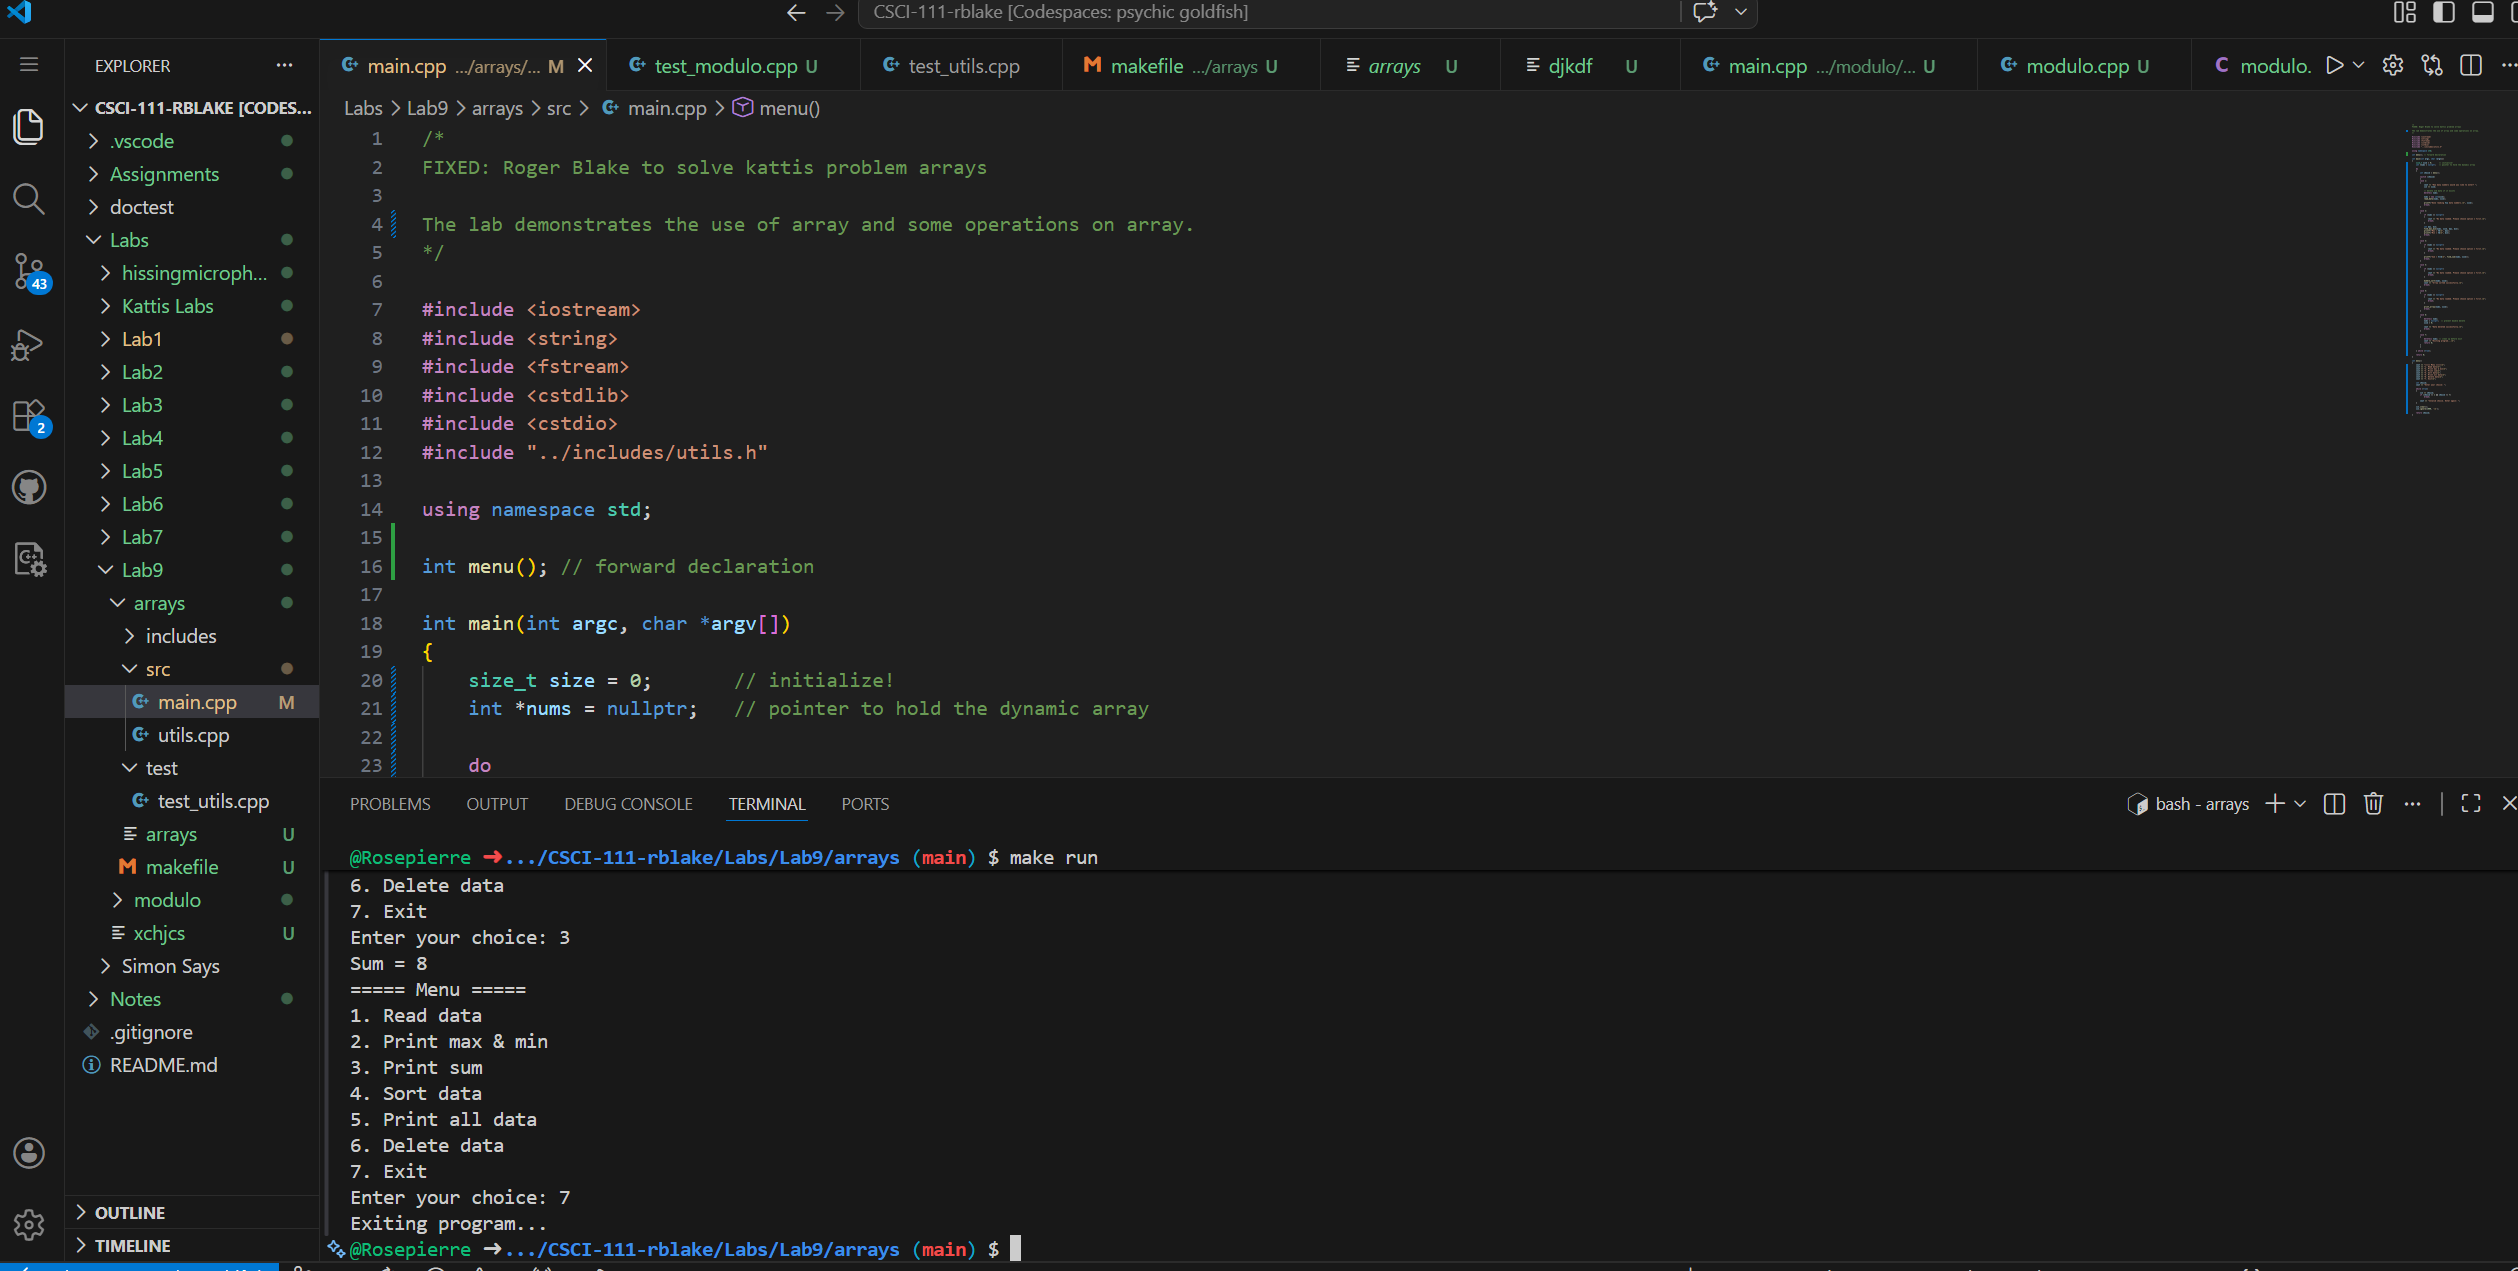 CSCI-111-rblake [Codespaces: psychic goldfish]
EXPLORER
main.cpp .../arrays/... M
test_modulo.cpp U
test_utils.cpp
makefile .../arrays U
arrays U
djkdf U
main.cpp .../modulo/... U
modulo.cpp U
C modulo.
CSCI-111-RBLAKE [CODES...
.vscode
Assignments
doctest
Labs
hissingmicroph...
Kattis Labs
Lab1
Lab2
Lab3
Lab4
Lab5
Lab6
Lab7
Lab9
arrays
includes
src
main.cpp M
utils.cpp
test
test_utils.cpp
arrays U
makefile U
modulo
xchjcs U
Simon Says
Notes
.gitignore
README.md
OUTLINE
TIMELINE
43
2
Labs > Lab9 > arrays > src > main.cpp > menu()
1 /*
2 FIXED: Roger Blake to solve kattis problem arrays
3
4 The lab demonstrates the use of array and some operations on array.
5 */
6
7 #include <iostream>
8 #include <string>
9 #include <fstream>
10 #include <cstdlib>
11 #include <cstdio>
12 #include "../includes/utils.h"
13
14 using namespace std;
15
16 int menu(); // forward declaration
17
18 int main(int argc, char *argv[])
19 {
20 size_t size = 0; // initialize!
21 int *nums = nullptr; // pointer to hold the dynamic array
22
23 do
PROBLEMS OUTPUT DEBUG CONSOLE TERMINAL PORTS
bash - arrays
@Rosepierre ➜.../CSCI-111-rblake/Labs/Lab9/arrays (main) $ make run
6. Delete data
7. Exit
Enter your choice: 3
Sum = 8
===== Menu =====
1. Read data
2. Print max & min
3. Print sum
4. Sort data
5. Print all data
6. Delete data
7. Exit
Enter your choice: 7
Exiting program...
@Rosepierre ➜.../CSCI-111-rblake/Labs/Lab9/arrays (main) $